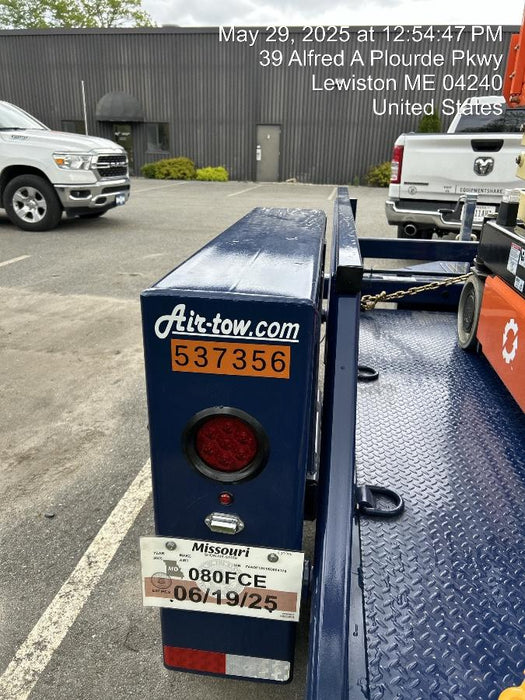 May 29, 2025 at 12:54:47 PM
39 Alfred A Plourde Pkwy
Lewiston ME 04240
United States
Air-tow.com
537356
Missouri
080FCE
06/19/25
EQUIPMENTSHARE